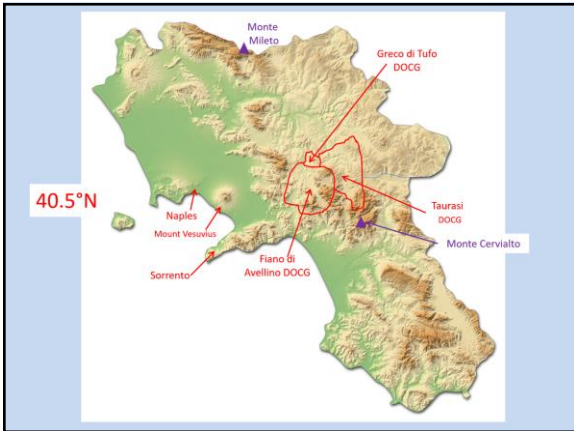 Monte
Mileto
Greco di Tufo
DOCG
40.5°N
Naples
Mount Vesuvius
Sorrento
Fiano di
Avellino DOCG
Taurasi
DOCG
Monte Cervialto